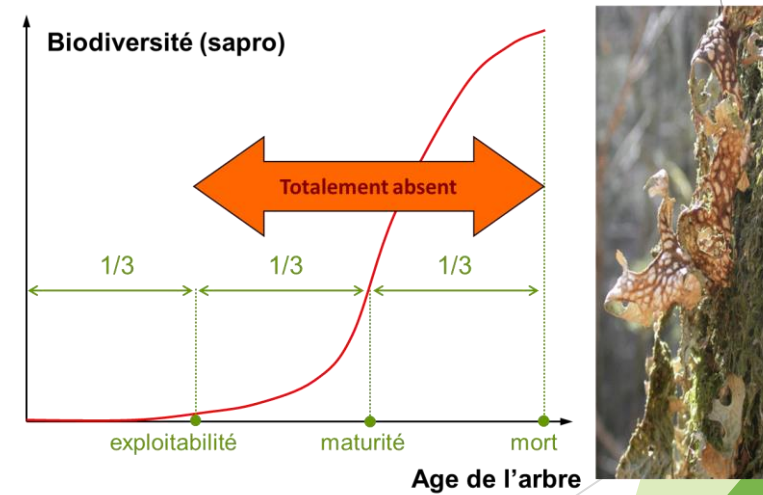 Biodiversité (sapro)
Totalement absent
1/3
1/3
1/3
exploitabilité
maturité
mort
Age de l’arbre